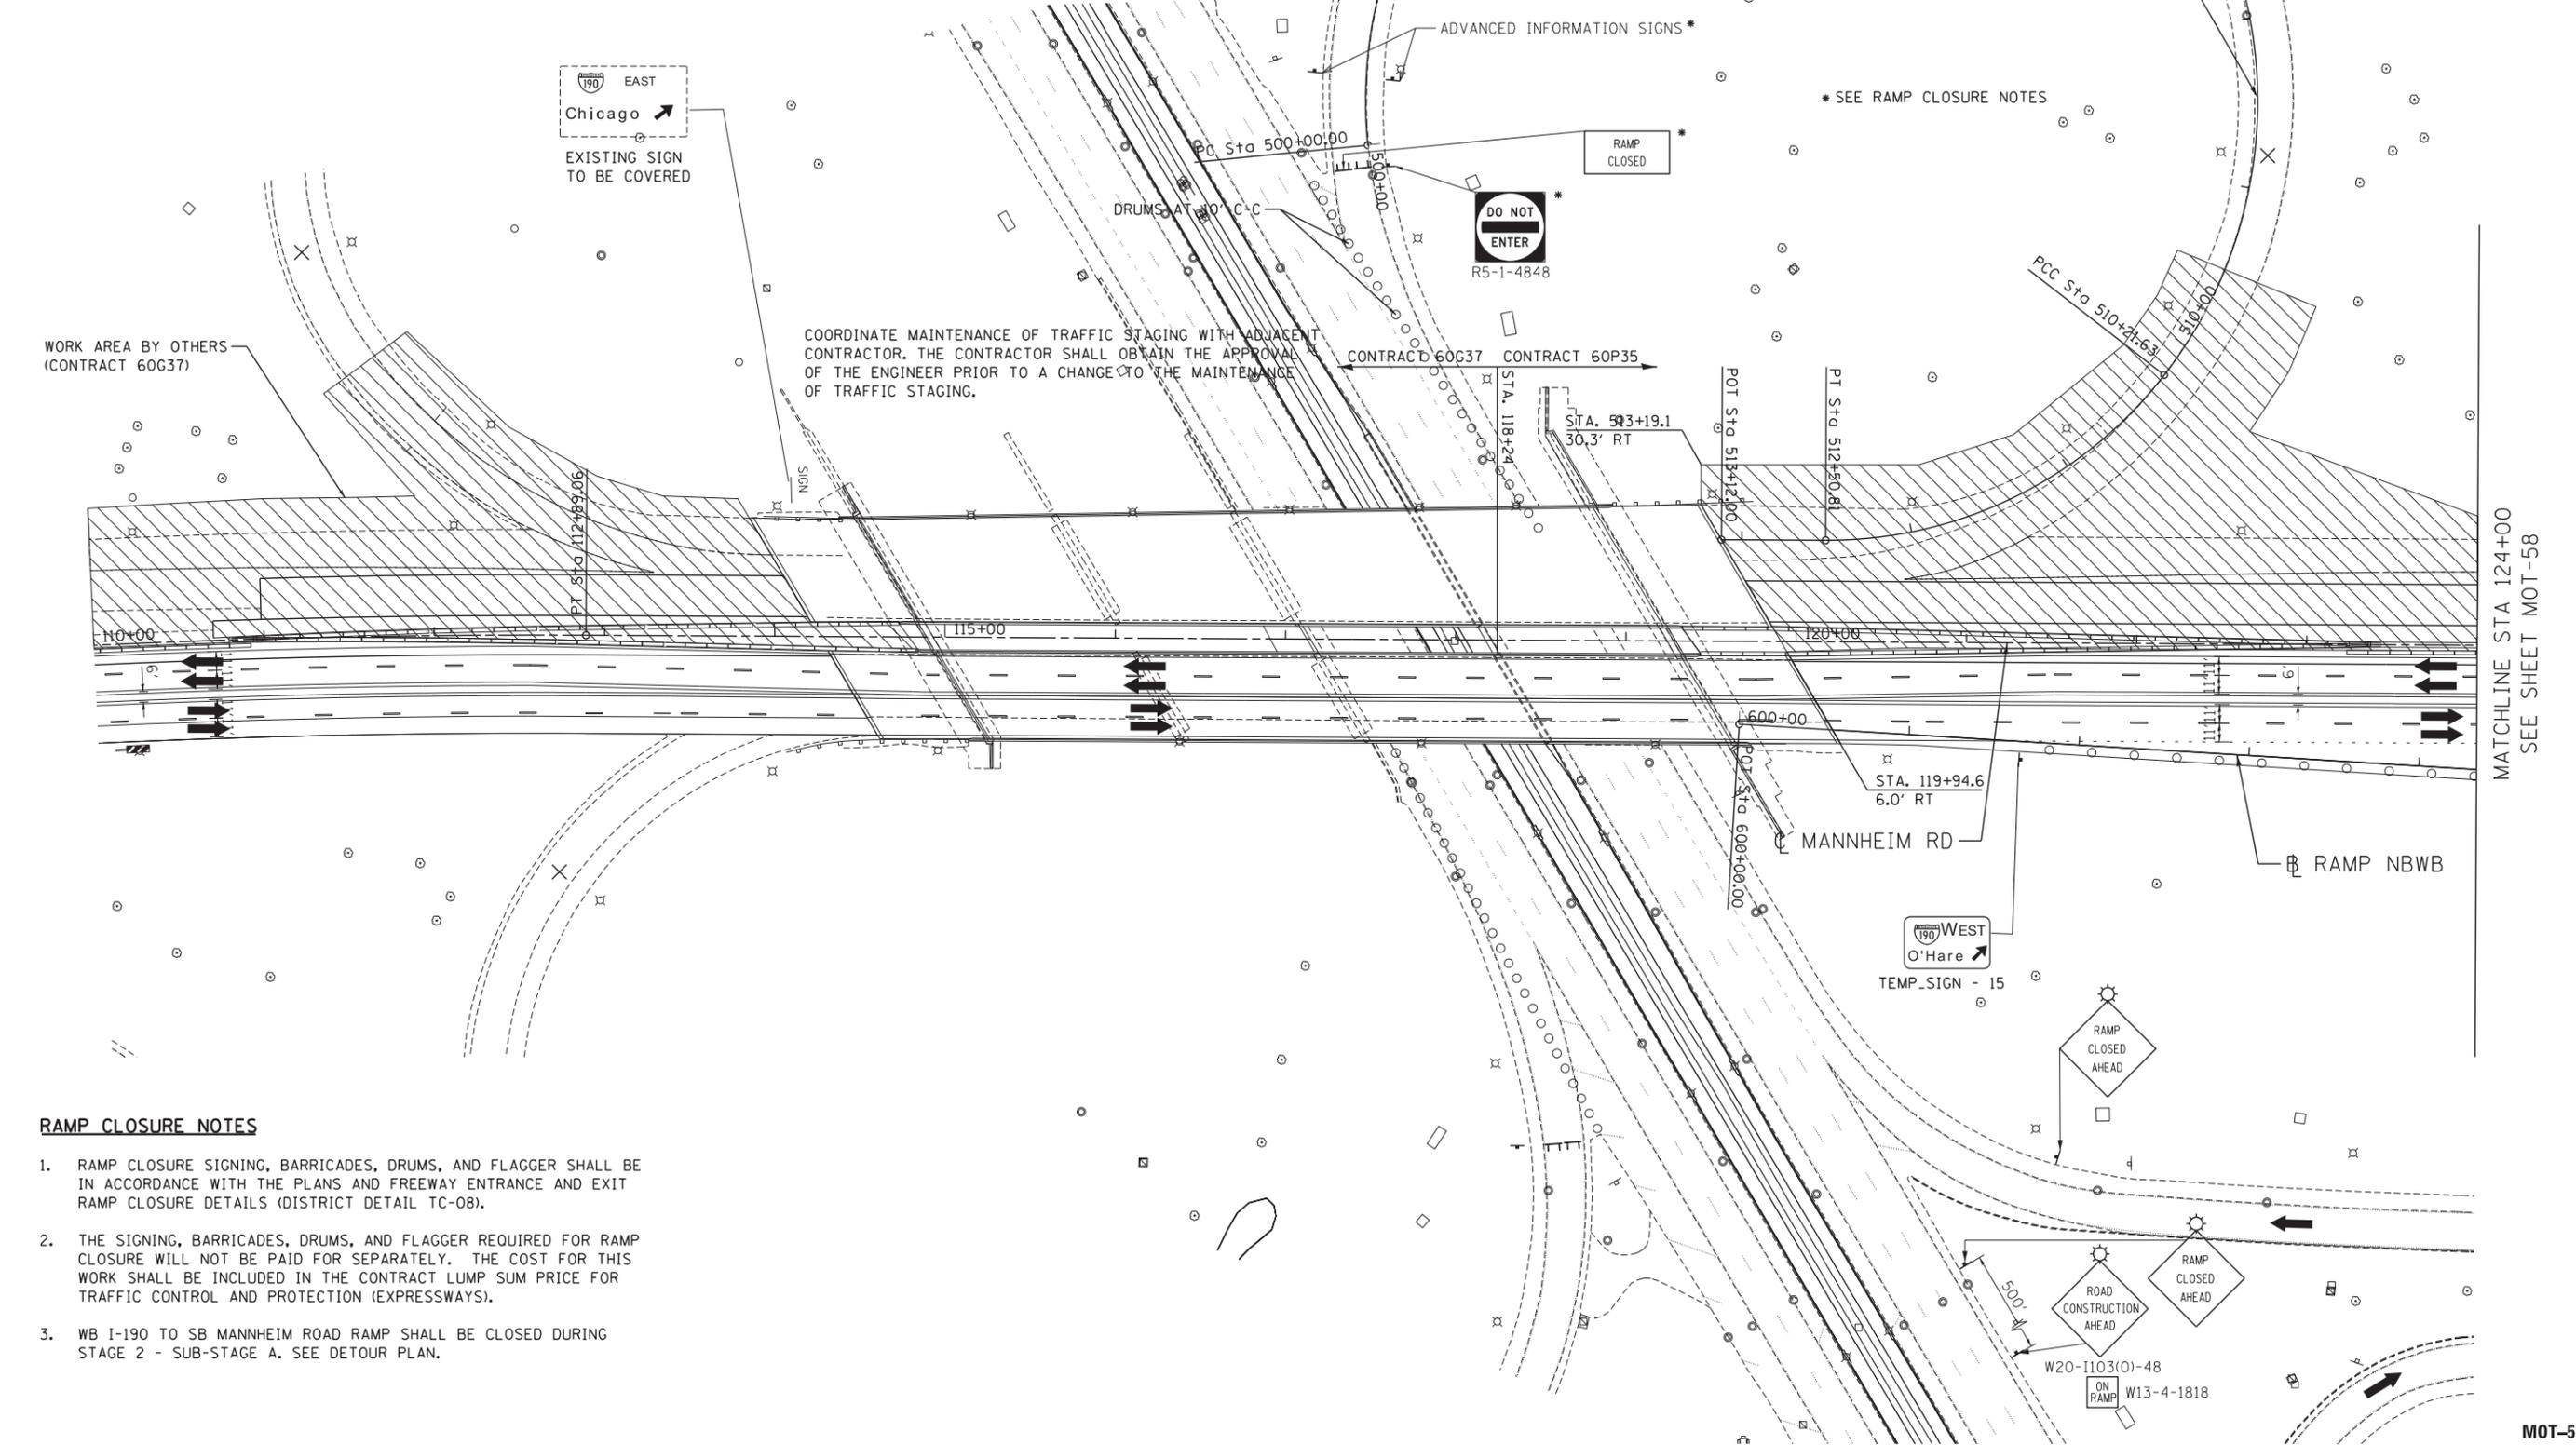 ADVANCED INFORMATION SIGNS *
190 EAST
Chicago
EXISTING SIGN
TO BE COVERED
* SEE RAMP CLOSURE NOTES
PC Sta 500+00.00
500+00
RAMP
CLOSED
*
DRUMS AT 10' C-C
DO NOT
ENTER
*
R5-1-4848
WORK AREA BY OTHERS
(CONTRACT 60G37)
COORDINATE MAINTENANCE OF TRAFFIC STAGING WITH ADJACENT
CONTRACTOR. THE CONTRACTOR SHALL OBTAIN THE APPROVAL
OF THE ENGINEER PRIOR TO A CHANGE TO THE MAINTENANCE
OF TRAFFIC STAGING.
CONTRACT 60G37
CONTRACT 60P35
STA. 118+24
STA. 513+19.1
30.3' RT
POT Sta 513+12.00
PT Sta 512+50.81
PCC Sta 510+21.63
510+00
SIGN
PT Sta 112+89.06
110+00
115+00
120+00
6'
11'
11'
11'
11'
6'
600+00
POT Sta 600+00.00
STA. 119+94.6
6.0' RT
℄ MANNHEIM RD
BL RAMP NBWB
MATCHLINE STA 124+00
SEE SHEET MOT-58
190 WEST
O'Hare
TEMP_SIGN - 15
RAMP
CLOSED
AHEAD
RAMP
CLOSED
AHEAD
500'
ROAD
CONSTRUCTION
AHEAD
W20-I103(0)-48
ON
RAMP
W13-4-1818
RAMP CLOSURE NOTES
1. RAMP CLOSURE SIGNING, BARRICADES, DRUMS, AND FLAGGER SHALL BE
IN ACCORDANCE WITH THE PLANS AND FREEWAY ENTRANCE AND EXIT
RAMP CLOSURE DETAILS (DISTRICT DETAIL TC-08).
2. THE SIGNING, BARRICADES, DRUMS, AND FLAGGER REQUIRED FOR RAMP
CLOSURE WILL NOT BE PAID FOR SEPARATELY. THE COST FOR THIS
WORK SHALL BE INCLUDED IN THE CONTRACT LUMP SUM PRICE FOR
TRAFFIC CONTROL AND PROTECTION (EXPRESSWAYS).
3. WB I-190 TO SB MANNHEIM ROAD RAMP SHALL BE CLOSED DURING
STAGE 2 - SUB-STAGE A. SEE DETOUR PLAN.
MOT-5